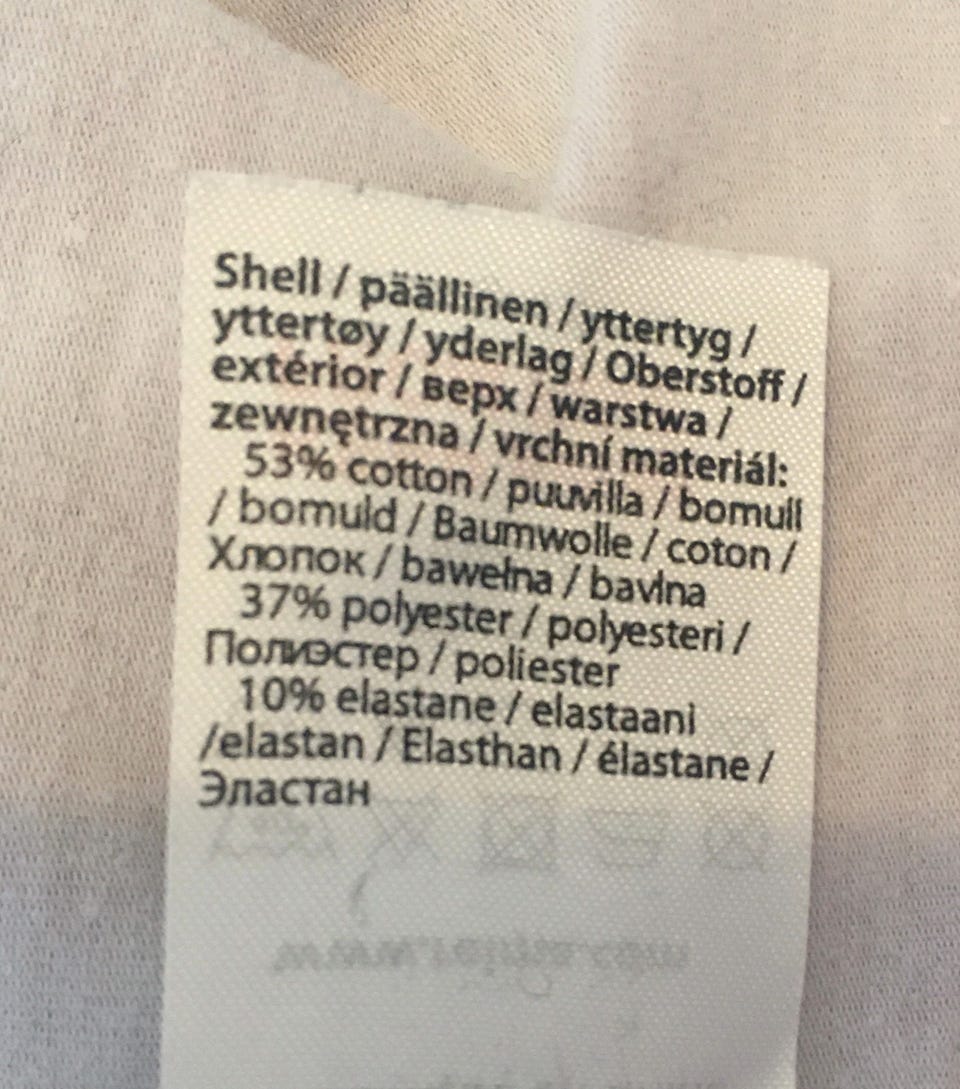 Shell / päällinen / yttertyg /
yttertøy / yderlag / Oberstoff /
extérior / верх / warstwa /
zewnętrzna / vrchní materiál:
53% cotton / puuvilla / bomull
/ bomuld / Baumwolle / coton /
Хлопок / bawełna / bavlna
37% polyester / polyesteri /
Полиэстер / poliester
10% elastane / elastaani
/elastan / Elasthan / élastane /
Эластан